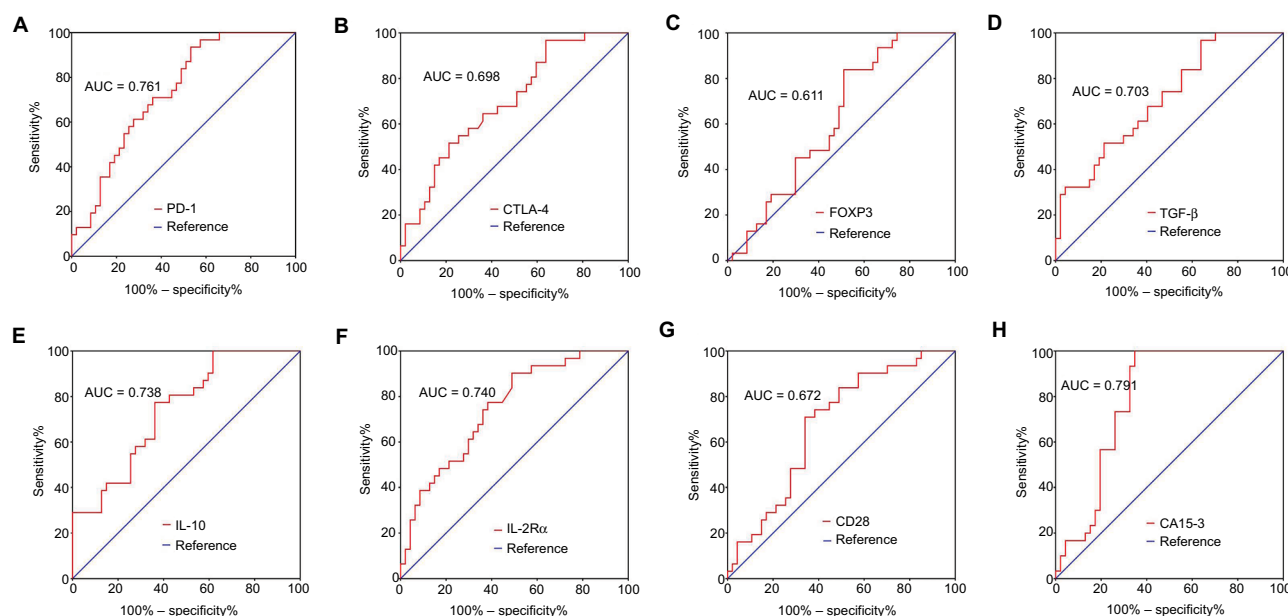 A
100
80
60
40
20
0
Sensitivity%
AUC = 0.761
PD-1
Reference
0 20 40 60 80 100
100% – specificity%
B
100
80
60
40
20
0
Sensitivity%
AUC = 0.698
CTLA-4
Reference
0 20 40 60 80 100
100% – specificity%
C
100
80
60
40
20
0
Sensitivity%
AUC = 0.611
FOXP3
Reference
0 20 40 60 80 100
100% – specificity%
D
100
80
60
40
20
0
Sensitivity%
AUC = 0.703
TGF-β
Reference
0 20 40 60 80 100
100% – specificity%
E
100
80
60
40
20
0
Sensitivity%
AUC = 0.738
IL-10
Reference
0 20 40 60 80 100
100% – specificity%
F
100
80
60
40
20
0
Sensitivity%
AUC = 0.740
IL-2Rα
Reference
0 20 40 60 80 100
100% – specificity%
G
100
80
60
40
20
0
Sensitivity%
AUC = 0.672
CD28
Reference
0 20 40 60 80 100
100% – specificity%
H
100
80
60
40
20
0
Sensitivity%
AUC = 0.791
CA15-3
Reference
0 20 40 60 80 100
100% – specificity%